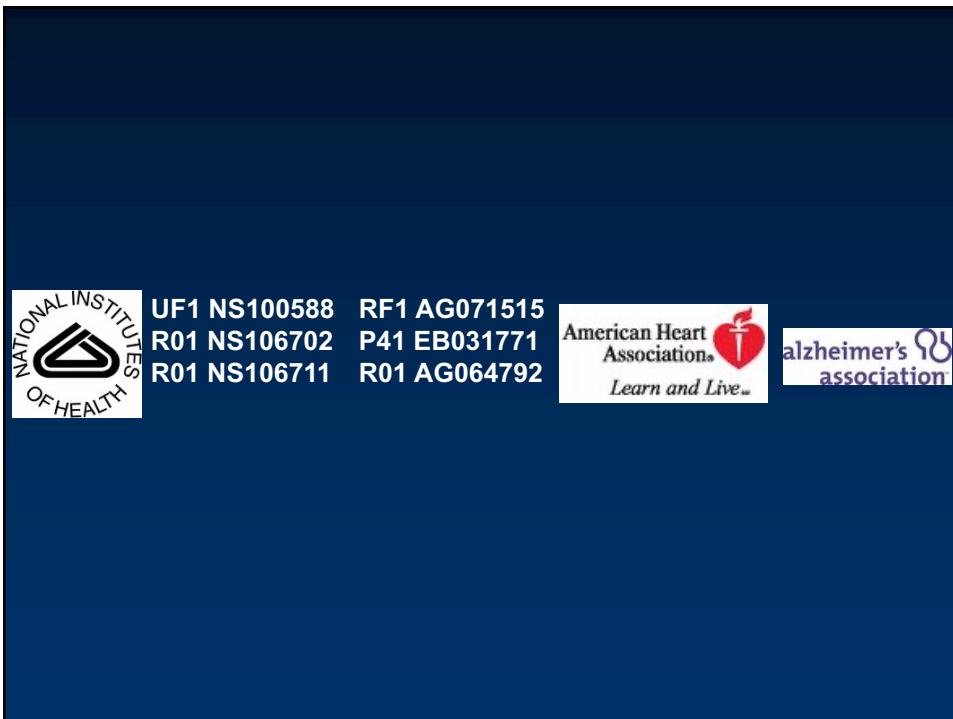 NATIONAL INSTITUTES
OF HEALTH
UF1 NS100588 RF1 AG071515
R01 NS106702 P41 EB031771
R01 NS106711 R01 AG064792
American Heart
Association®
Learn and Live℠
alzheimer's
association